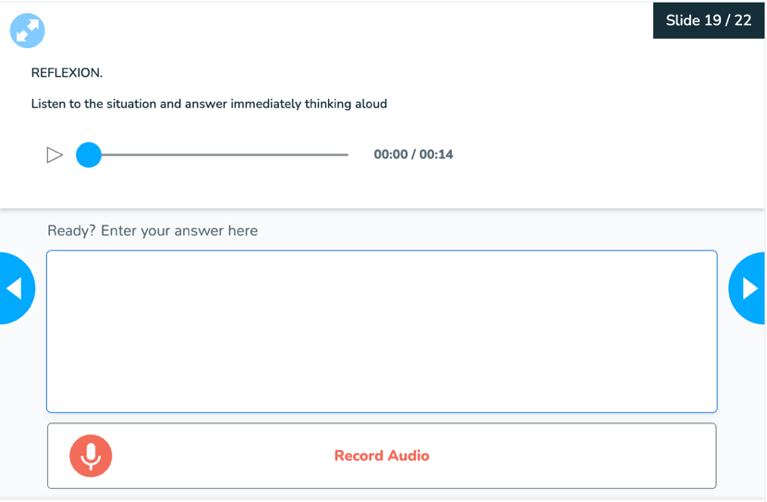 Slide 19 / 22
REFLEXION.
Listen to the situation and answer immediately thinking aloud
00:00 / 00:14
Ready? Enter your answer here
Record Audio